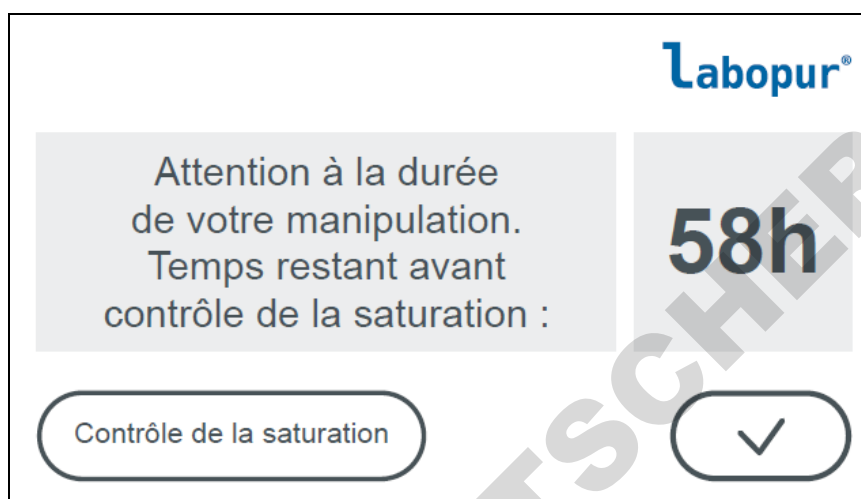 labopur®
Attention à la durée
de votre manipulation.
Temps restant avant
contrôle de la saturation :
58h
Contrôle de la saturation